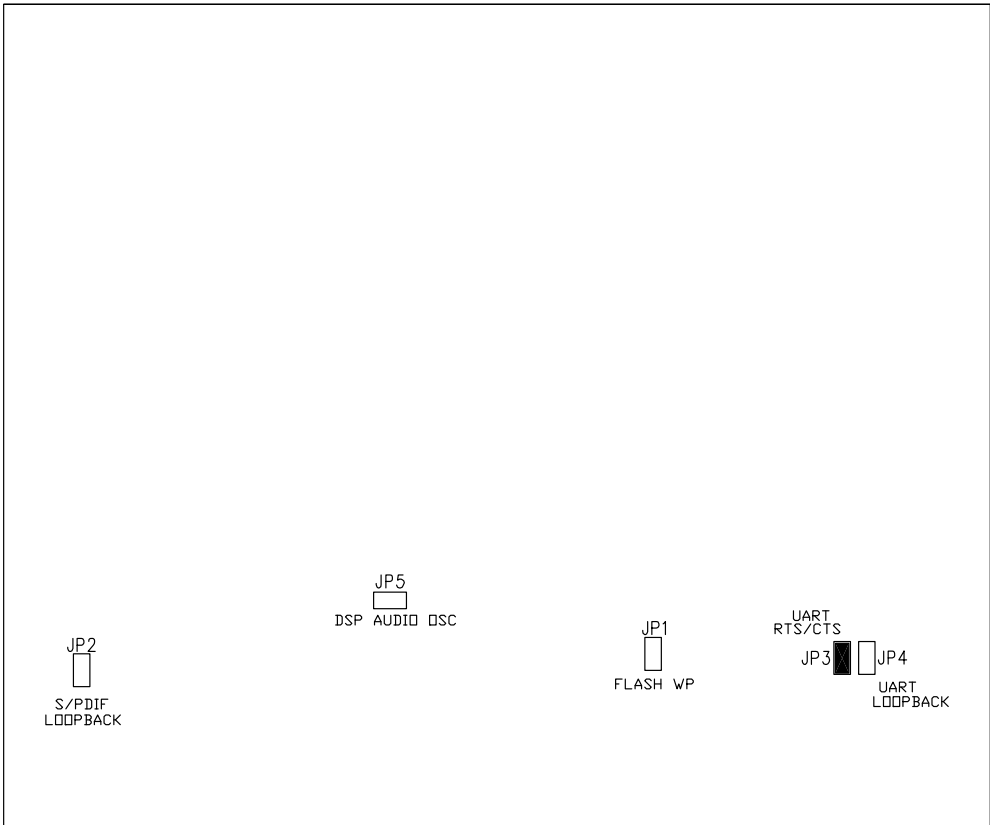 JP5
DSP AUDIO OSC
JP2
S/PDIF
LOOPBACK
JP1
FLASH WP
UART
RTS/CTS
JP3
JP4
UART
LOOPBACK